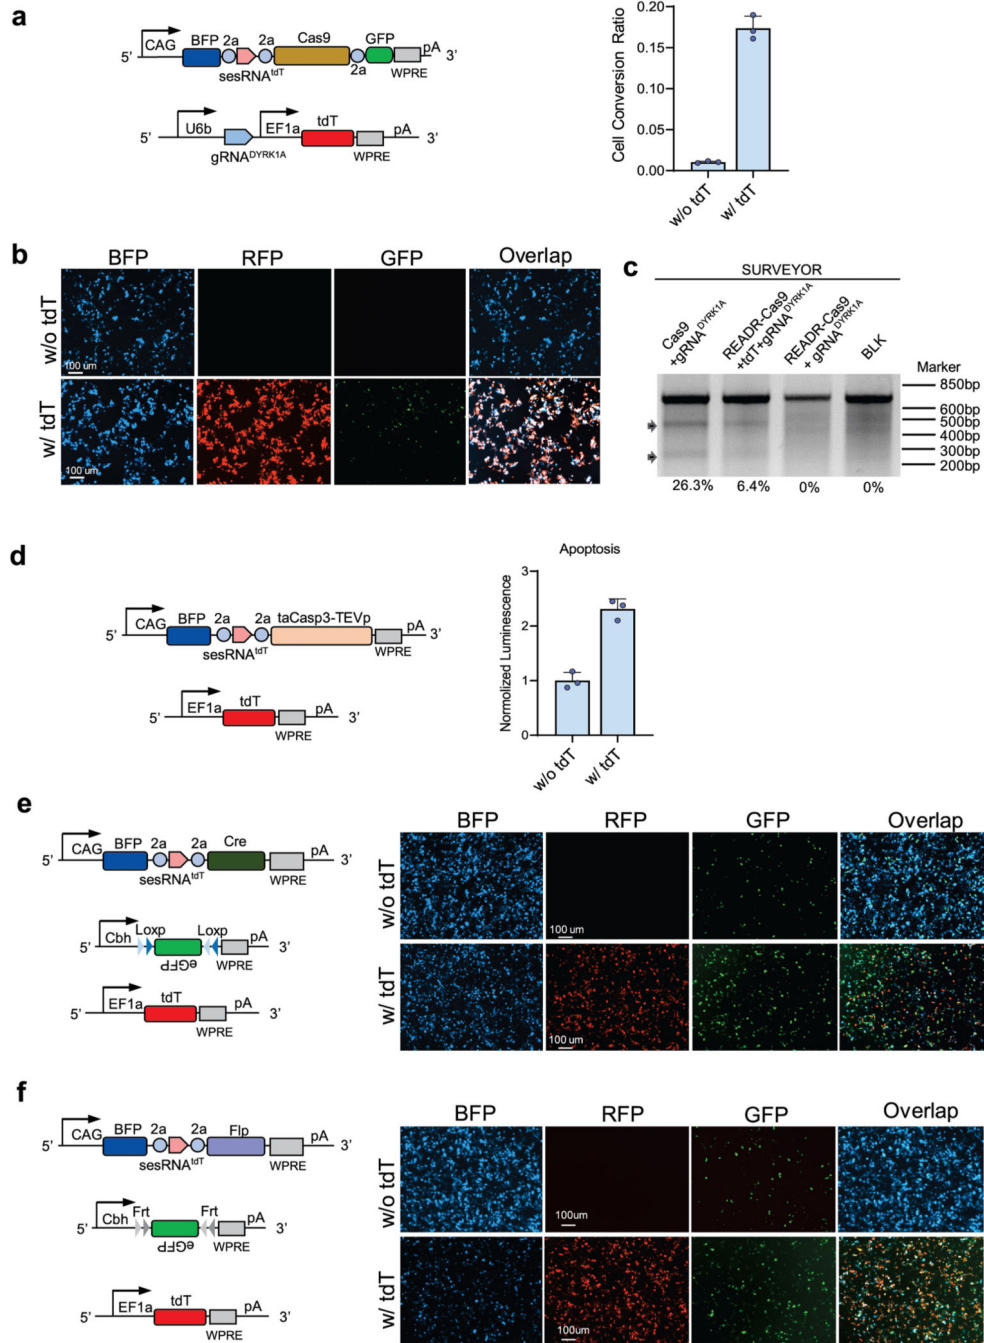 a
5’ CAG BFP 2a 2a Cas9 GFP pA 3’
sesRNA^tdT 2a WPRE
5’ U6b EF1a tdT pA 3’
gRNA^DYRK1A WPRE
Cell Conversion Ratio
0.20
0.15
0.10
0.05
0.00
w/o tdT
w/ tdT
b
BFP RFP GFP Overlap
w/o tdT
100 um
w/ tdT
100 um
c
SURVEYOR
Cas9
+gRNA^DYRK1A
READR-Cas9
+tdT+gRNA^DYRK1A
READR-Cas9
+ gRNA^DYRK1A
BLK
Marker
850bp
600bp
500bp
400bp
300bp
200bp
26.3% 6.4% 0% 0%
d
5’ CAG BFP 2a 2a taCasp3-TEVp pA 3’
sesRNA^tdT WPRE
5’ EF1a tdT pA 3’
WPRE
Apoptosis
Normolized Luminescence
3
2
1
0
w/o tdT
w/ tdT
e
5’ CAG BFP 2a 2a Cre pA 3’
sesRNA^tdT WPRE
5’ Cbh Loxp Loxp pA 3’
eGFP WPRE
5’ EF1a tdT pA 3’
WPRE
BFP RFP GFP Overlap
w/o tdT
100 um
w/ tdT
100 um
f
5’ CAG BFP 2a 2a Flp pA 3’
sesRNA^tdT WPRE
5’ Cbh Frt Frt pA 3’
eGFP WPRE
5’ EF1a tdT pA 3’
WPRE
BFP RFP GFP Overlap
w/o tdT
100um
w/ tdT
100um